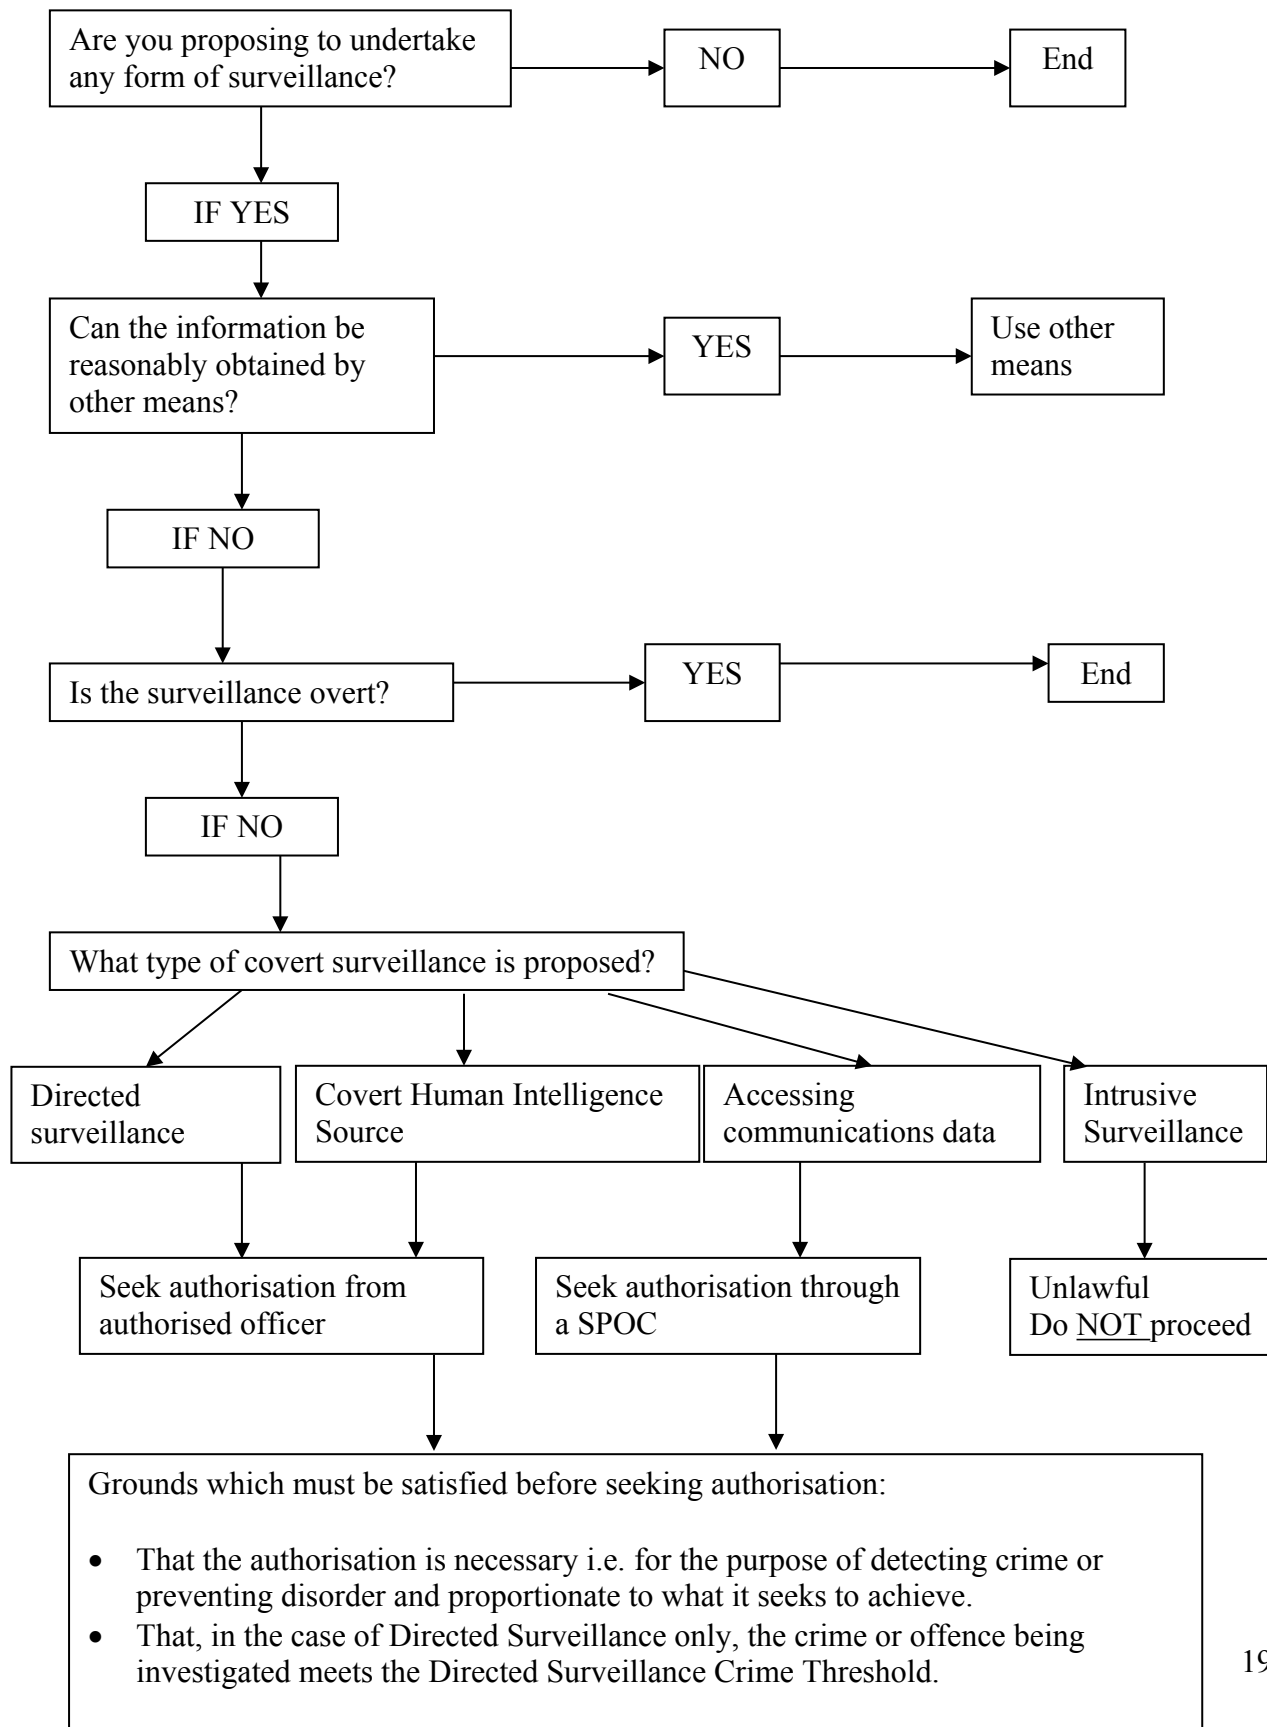 Are you proposing to undertake
any form of surveillance?
NO
End
IF YES
Can the information be
reasonably obtained by
other means?
YES
Use other
means
IF NO
Is the surveillance overt?
YES
End
IF NO
What type of covert surveillance is proposed?
Directed
surveillance
Covert Human Intelligence
Source
Accessing
communications data
Intrusive
Surveillance
Seek authorisation from
authorised officer
Seek authorisation through
a SPOC
Unlawful
Do NOT proceed
Grounds which must be satisfied before seeking authorisation:
• That the authorisation is necessary i.e. for the purpose of detecting crime or
preventing disorder and proportionate to what it seeks to achieve.
• That, in the case of Directed Surveillance only, the crime or offence being
investigated meets the Directed Surveillance Crime Threshold.
19